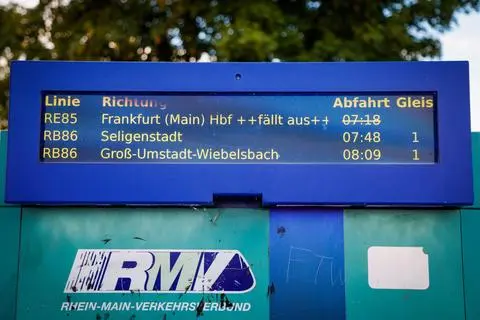 Linie Richtung Abfahrt Gleis
RE85 Frankfurt (Main) Hbf ++fällt aus++ 07:18
RB86 Seligenstadt 07:48 1
RB86 Groß-Umstadt-Wiebelsbach 08:09 1
RMV
RHEIN-MAIN-VERKEHRSVERBUND